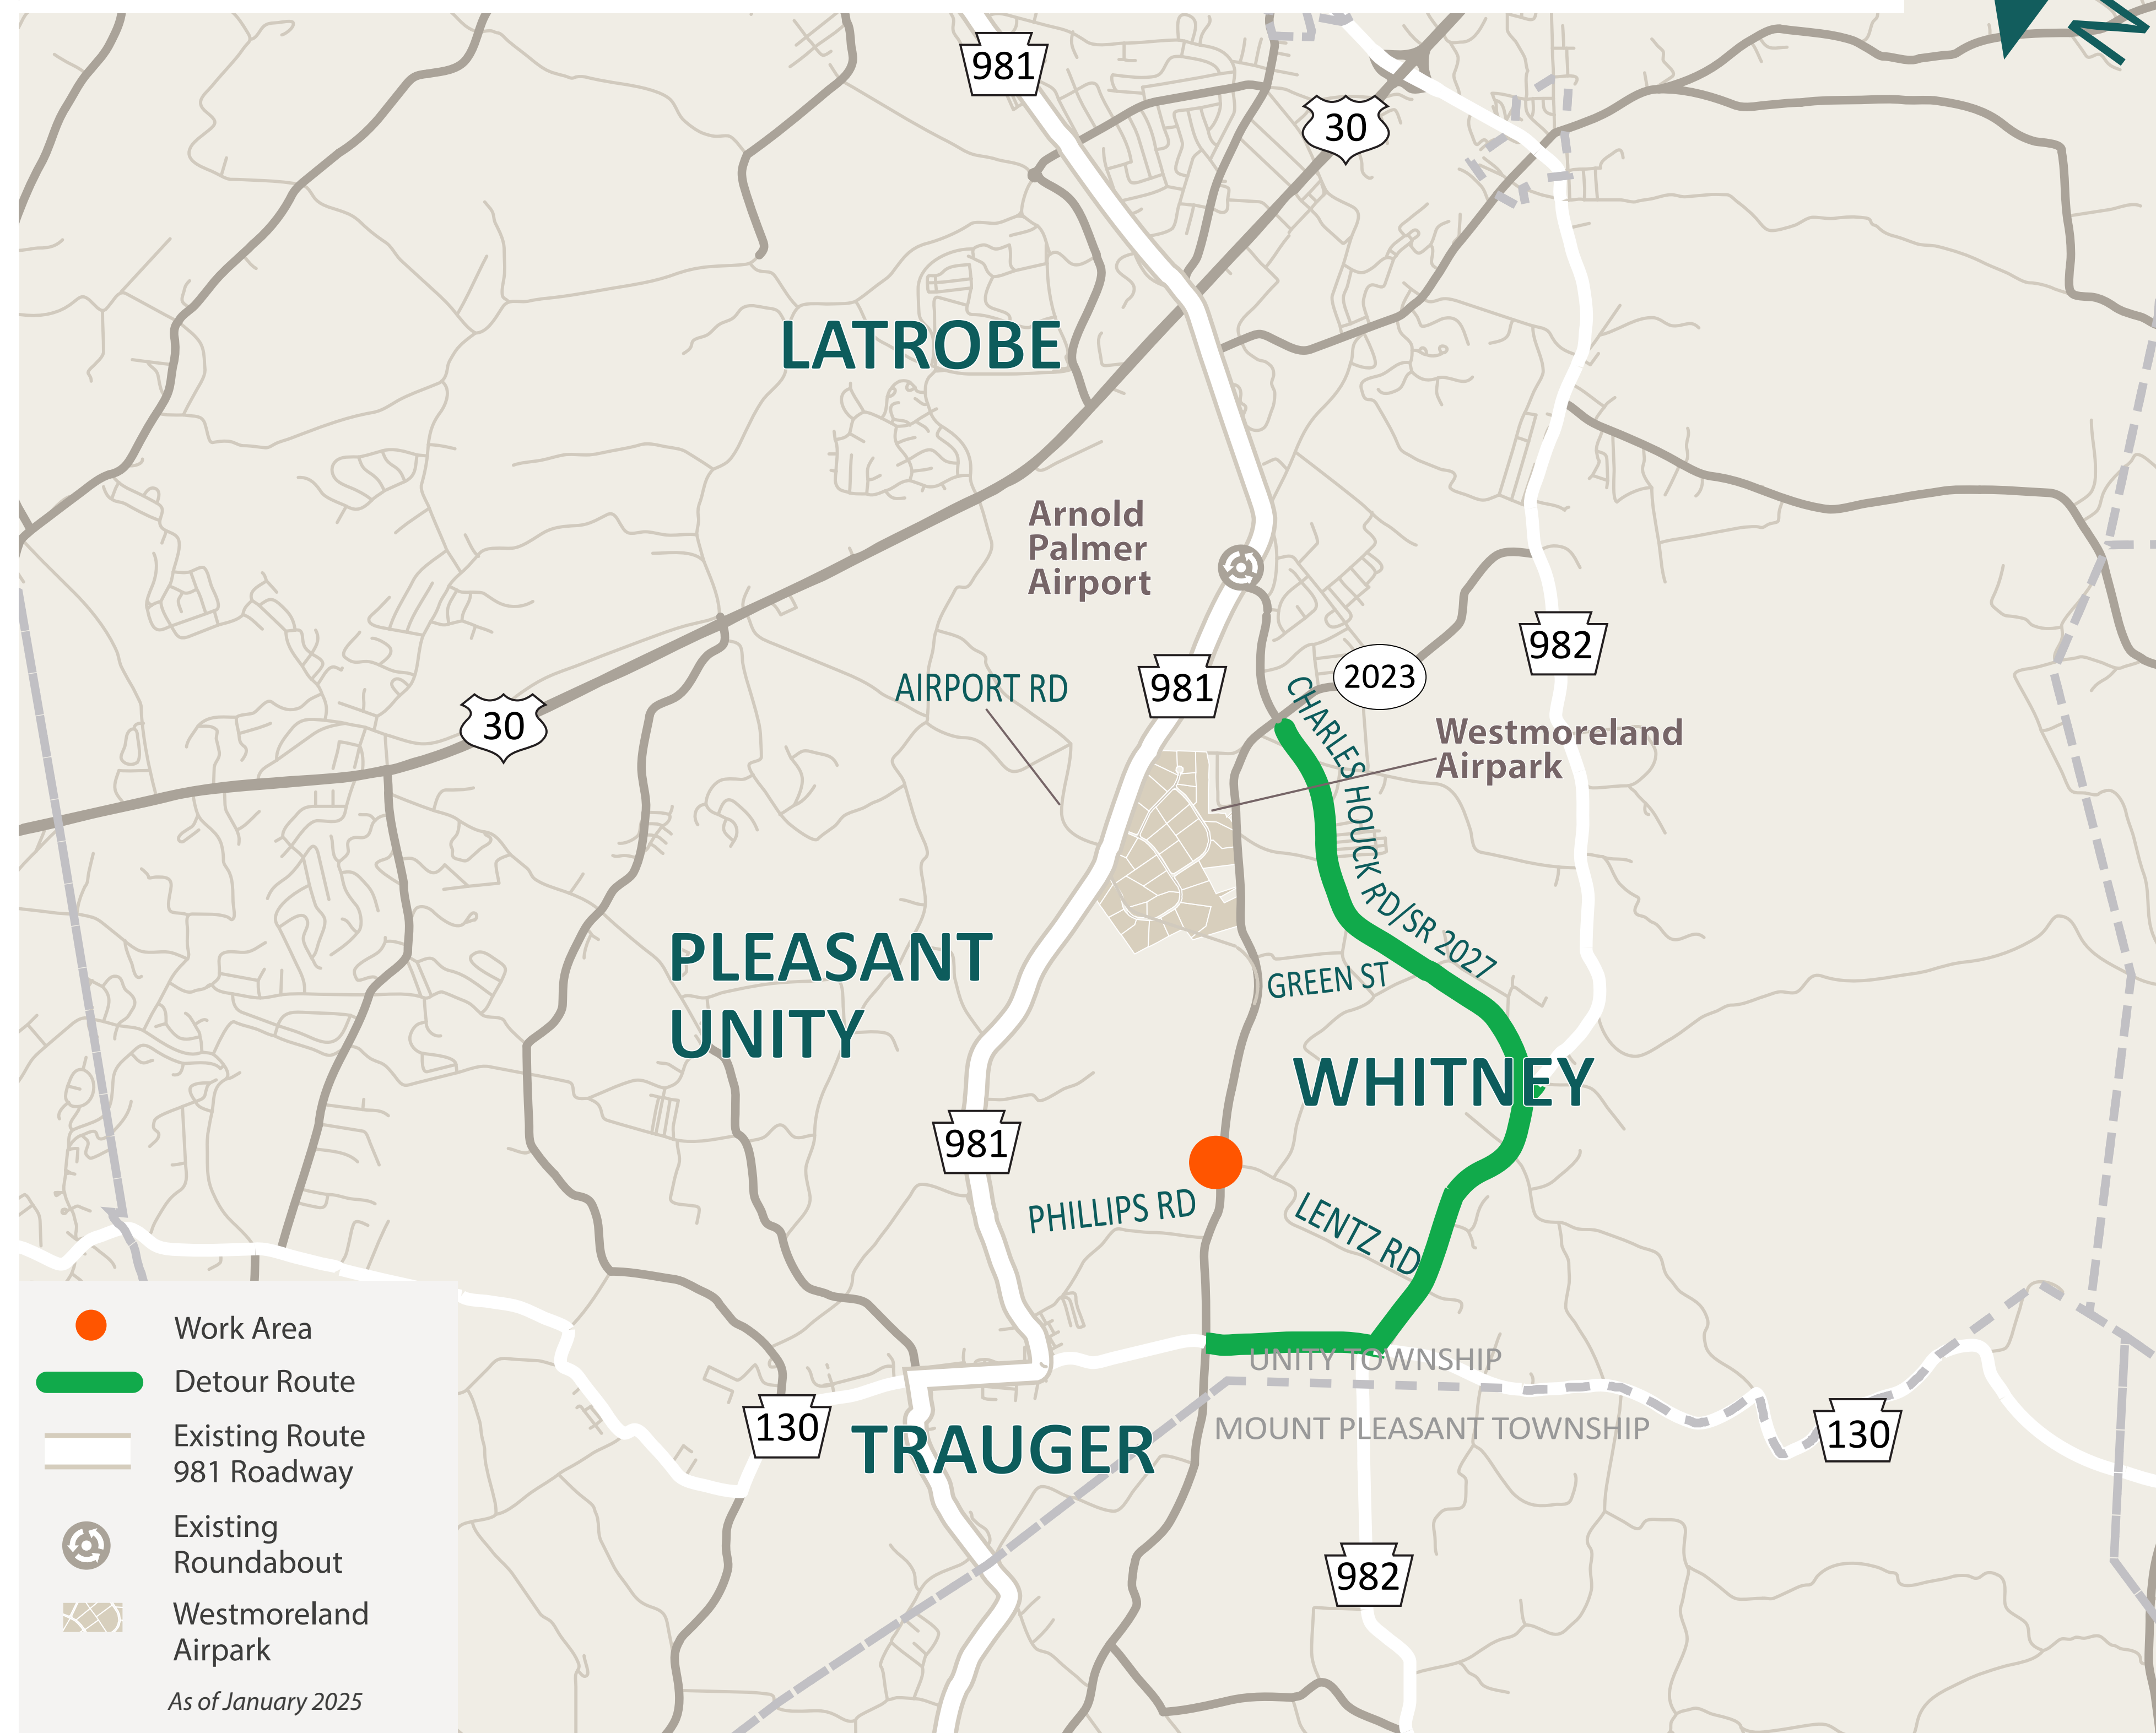 N
981
30
LATROBE
Arnold
Palmer
Airport
AIRPORT RD
981
2023
982
30
CHARLES HOUCK RD/SR 2027
Westmoreland
Airpark
PLEASANT
UNITY
GREEN ST
WHITNEY
981
PHILLIPS RD
LENTZ RD
UNITY TOWNSHIP
130
TRAUGER
MOUNT PLEASANT TOWNSHIP
130
982
Work Area
Detour Route
Existing Route
981 Roadway
Existing
Roundabout
Westmoreland
Airpark
As of January 2025